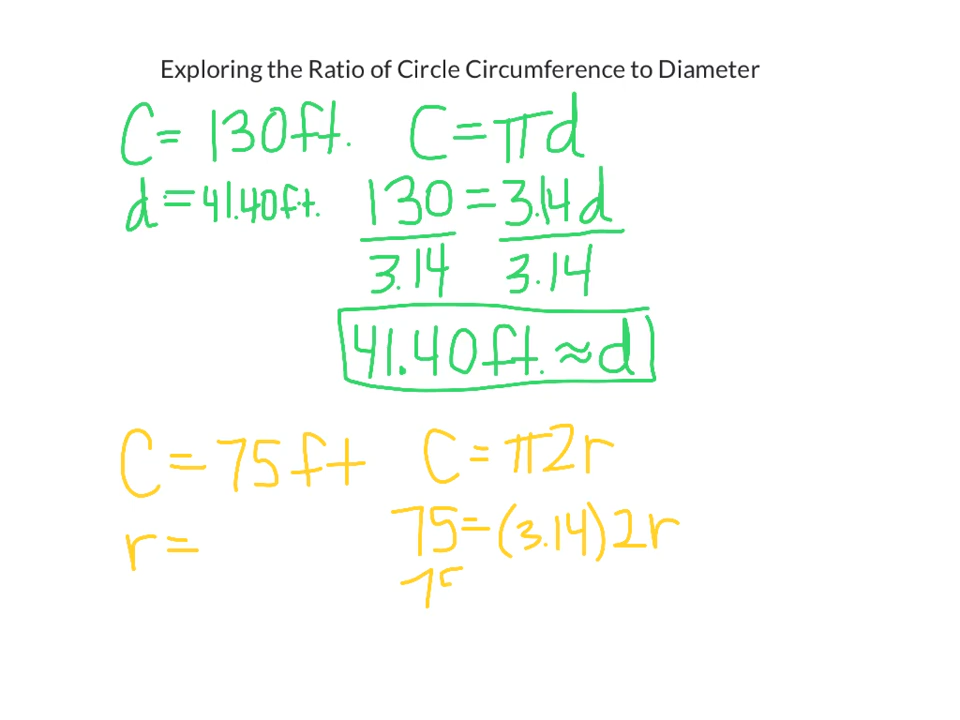 Exploring the Ratio of Circle Circumference to Diameter
C = 130ft. C = πd
d = 41.40ft. 130 = 3.14d
3.14 3.14
41.40ft. ≈ d
C = 75ft C = π2r
r = 75 = (3.14)2r
75